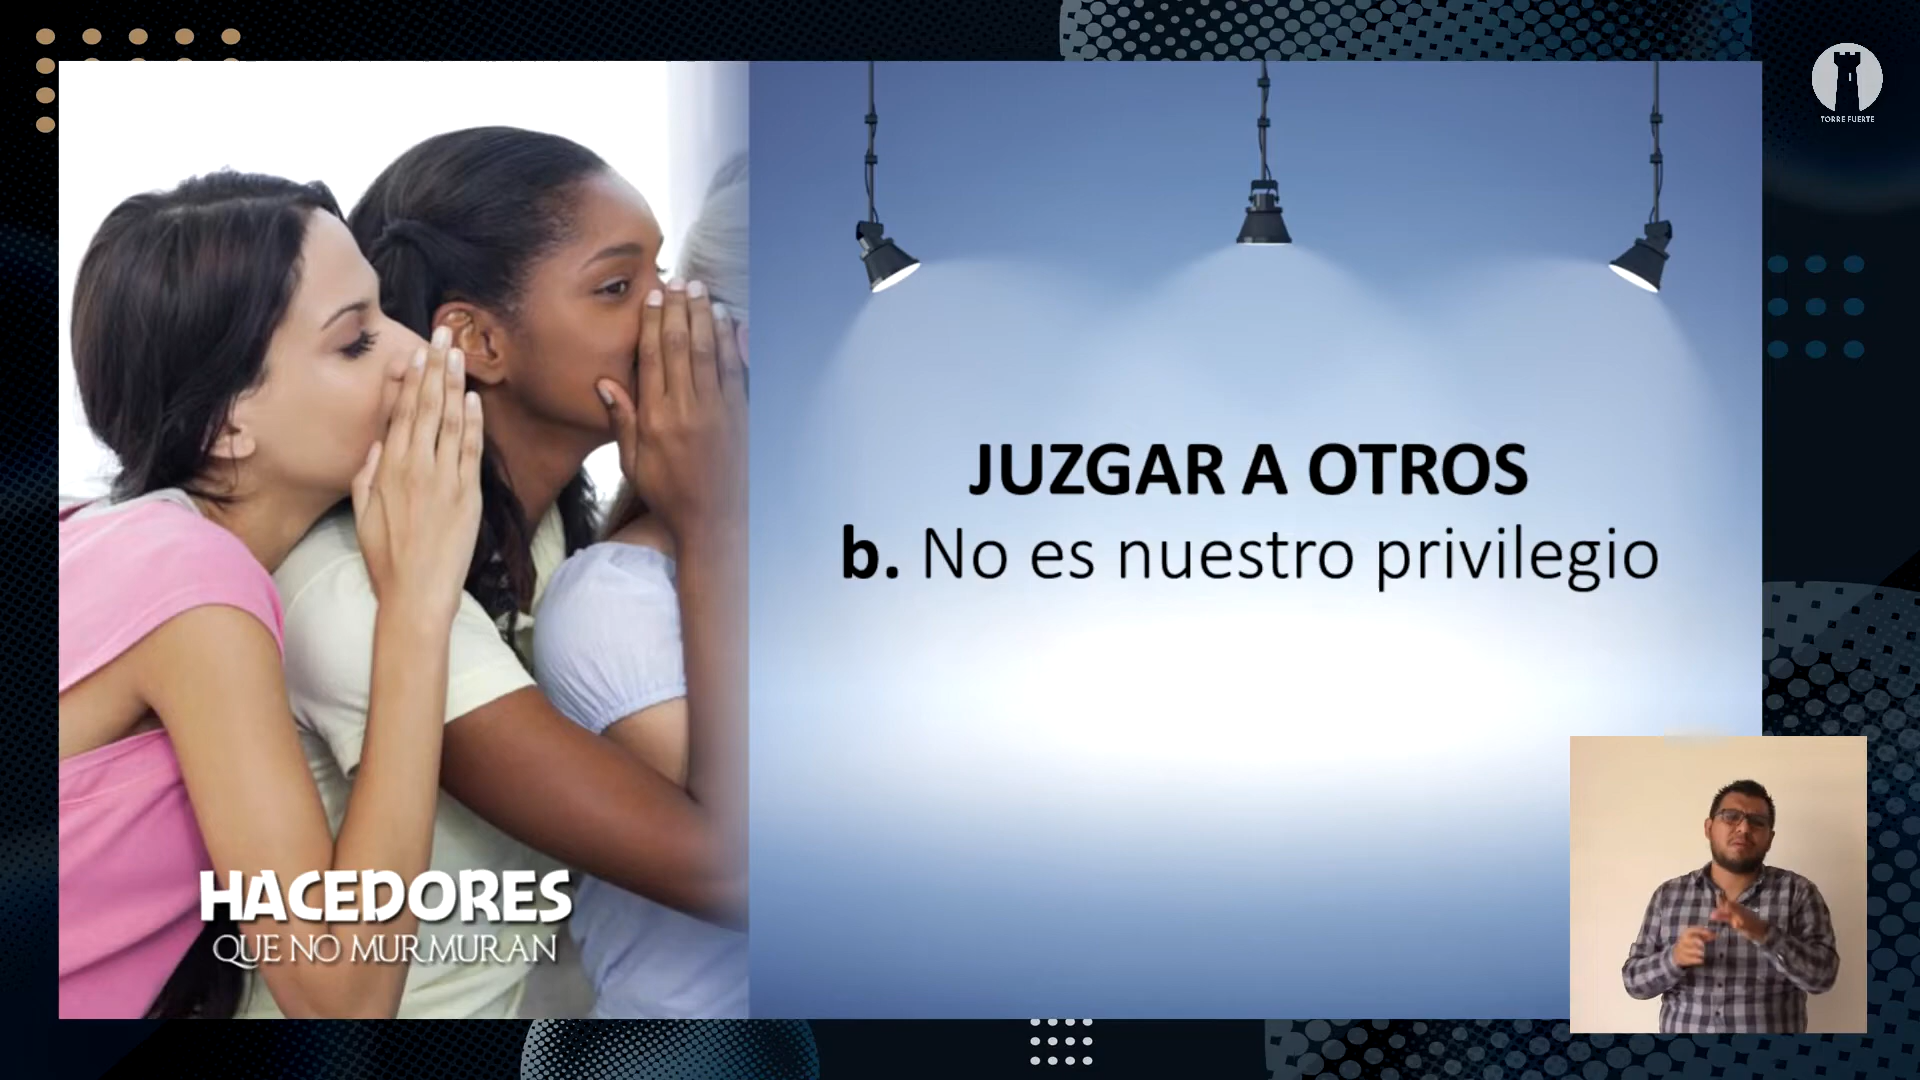 TORRE FUERTE
JUZGAR A OTROS
b. No es nuestro privilegio
HACEDORES
QUE NO MURMURAN